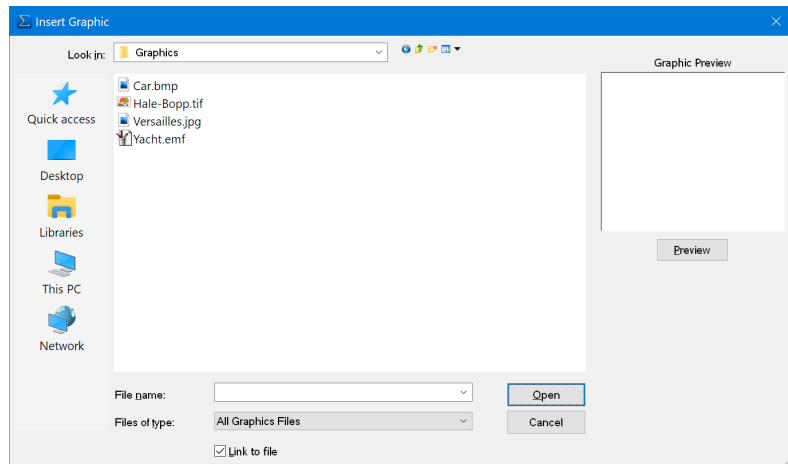 Insert Graphic
Look in:
Graphics
Graphic Preview
Quick access
Desktop
Libraries
This PC
Network
Car.bmp
Hale-Bopp.tif
Versailles.jpg
Yacht.emf
Preview
File name:
Open
Files of type:
All Graphics Files
Cancel
Link to file